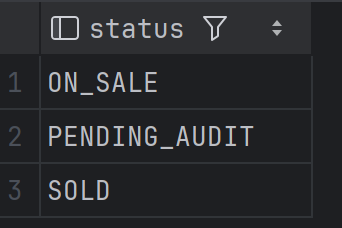 status
1 ON_SALE
2 PENDING_AUDIT
3 SOLD